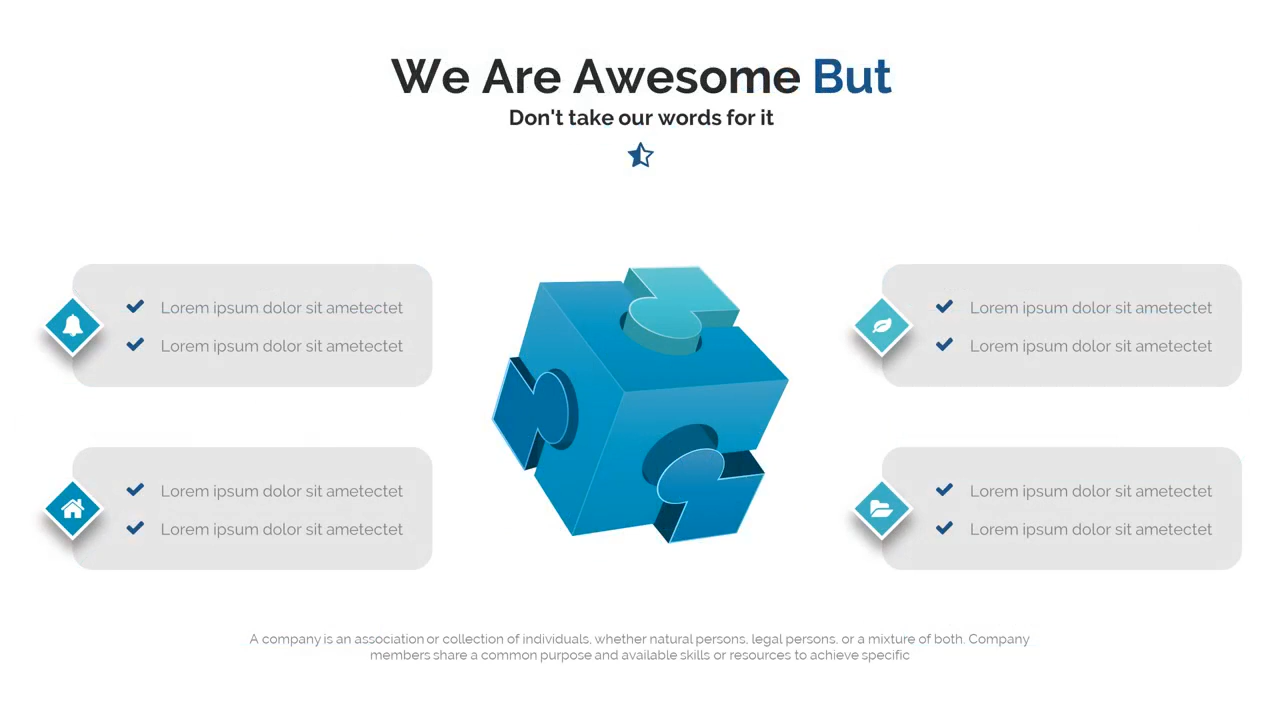 We Are Awesome But
Don't take our words for it
Lorem ipsum dolor sit ametectet
Lorem ipsum dolor sit ametectet
Lorem ipsum dolor sit ametectet
Lorem ipsum dolor sit ametectet
Lorem ipsum dolor sit ametectet
Lorem ipsum dolor sit ametectet
Lorem ipsum dolor sit ametectet
Lorem ipsum dolor sit ametectet
A company is an association or collection of individuals, whether natural persons, legal persons, or a mixture of both. Company
members share a common purpose and available skills or resources to achieve specific